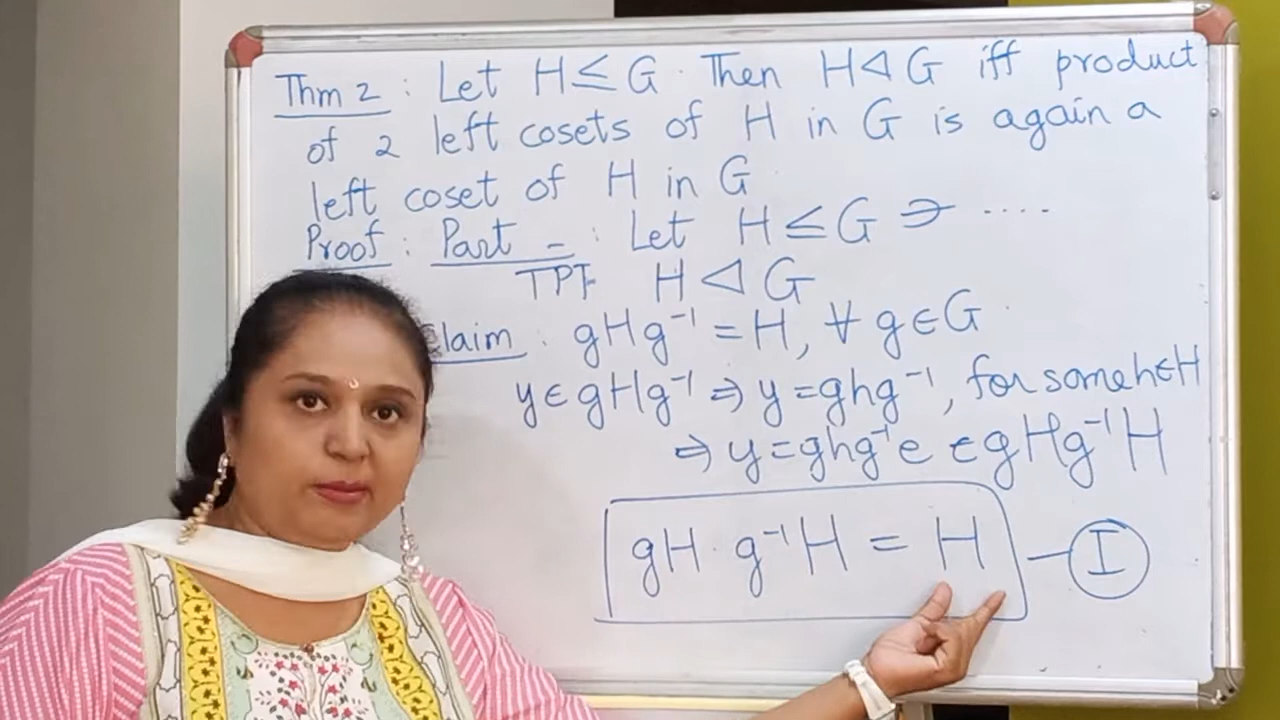 Thm 2 : Let H ≤ G. Then H ⊲ G iff product
of 2 left cosets of H in G is again a
left coset of H in G
Proof : Part _ : Let H ≤ G ∋ ....
TPT H ⊲ G
Claim : gHg⁻¹ = H, ∀ g ∈ G
y ∈ gHg⁻¹ ⇒ y = ghg⁻¹, for some h ∈ H
⇒ y = ghg⁻¹e ∈ gHg⁻¹H
gH · g⁻¹H = H — I